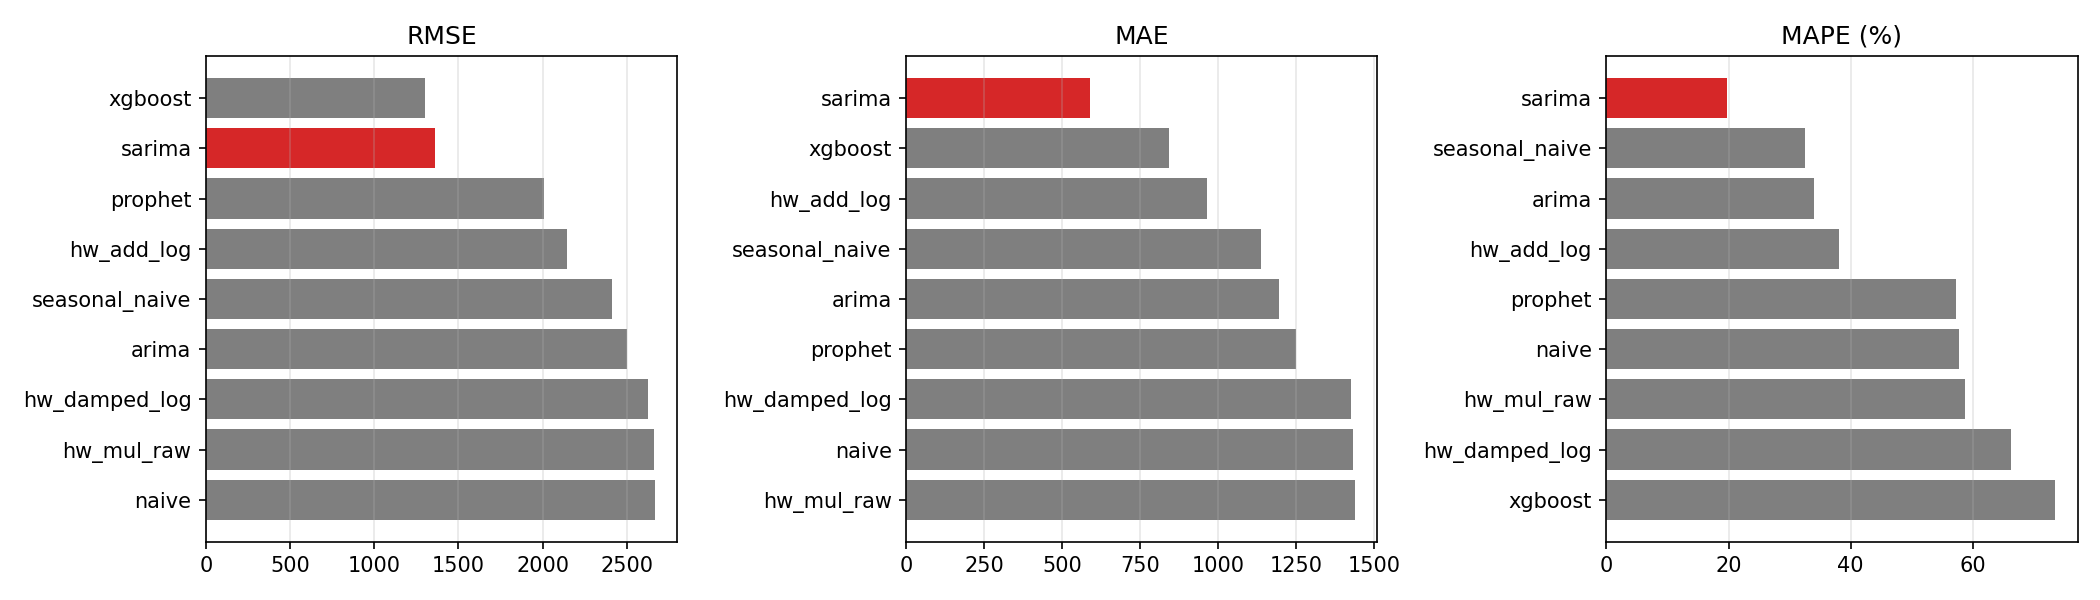 RMSE
xgboost
sarima
prophet
hw_add_log
seasonal_naive
arima
hw_damped_log
hw_mul_raw
naive
0 500 1000 1500 2000 2500
MAE
sarima
xgboost
hw_add_log
seasonal_naive
arima
prophet
hw_damped_log
naive
hw_mul_raw
0 250 500 750 1000 1250 1500
MAPE (%)
sarima
seasonal_naive
arima
hw_add_log
prophet
naive
hw_mul_raw
hw_damped_log
xgboost
0 20 40 60